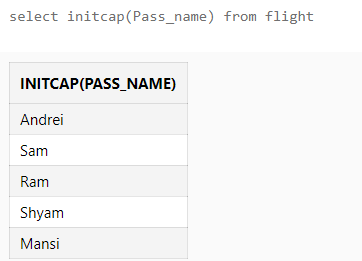 select initcap(Pass_name) from flight
INITCAP(PASS_NAME)
Andrei
Sam
Ram
Shyam
Mansi